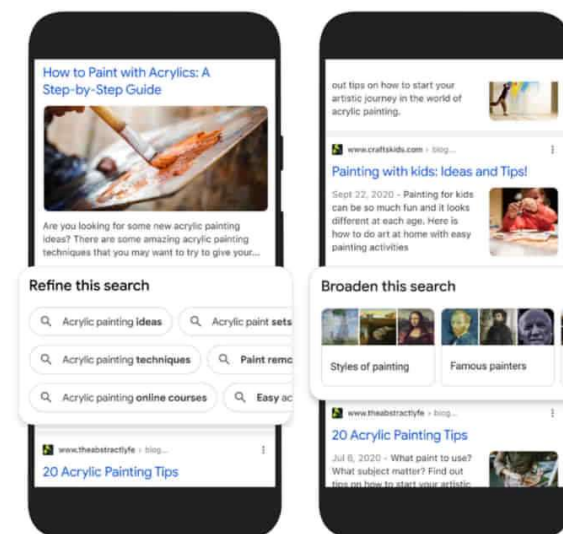 How to Paint with Acrylics: A
Step-by-Step Guide
Are you looking for some new acrylic painting
ideas? There are some amazing acrylic painting
techniques that you may want to try to give your...
Refine this search
Acrylic painting ideas
Acrylic paint sets
Acrylic painting techniques
Paint remo
Acrylic painting online courses
Easy ac
www.theabstractlyfe › blog...
20 Acrylic Painting Tips
out tips on how to start your
artistic journey in the world of
acrylic painting.
www.craftskids.com › blog...
Painting with kids: Ideas and Tips!
Sept 22, 2020 - Painting for kids
can be so much fun and it looks
different at each age. Here is
how to do art at home with easy
painting activities
Broaden this search
Styles of painting
Famous painters
www.theabstractlyfe › blog...
20 Acrylic Painting Tips
Jul 6, 2020 - What paint to use?
What subject matter? Find out
tips on how to start your artistic